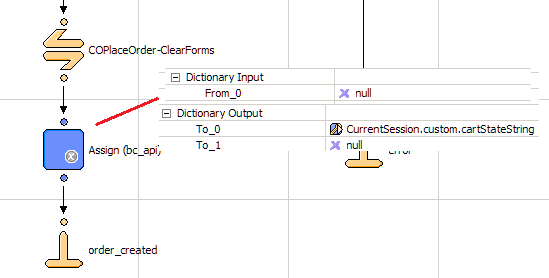 COPlaceOrder-ClearForms
Dictionary Input
From_0 null
Dictionary Output
To_0 CurrentSession.custom.cartStateString
To_1 null
Assign (bc_api)
error
order_created